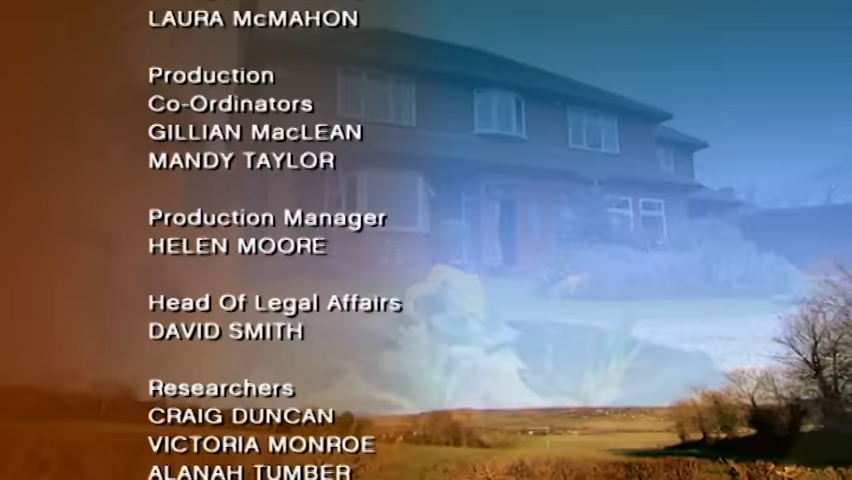 LAURA McMAHON
Production
Co-Ordinators
GILLIAN MacLEAN
MANDY TAYLOR
Production Manager
HELEN MOORE
Head Of Legal Affairs
DAVID SMITH
Researchers
CRAIG DUNCAN
VICTORIA MONROE
ALANAH TUMBER